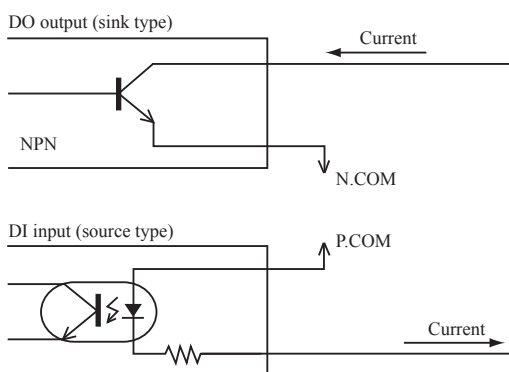 DO output (sink type)
Current
NPN
N.COM
DI input (source type)
P.COM
Current